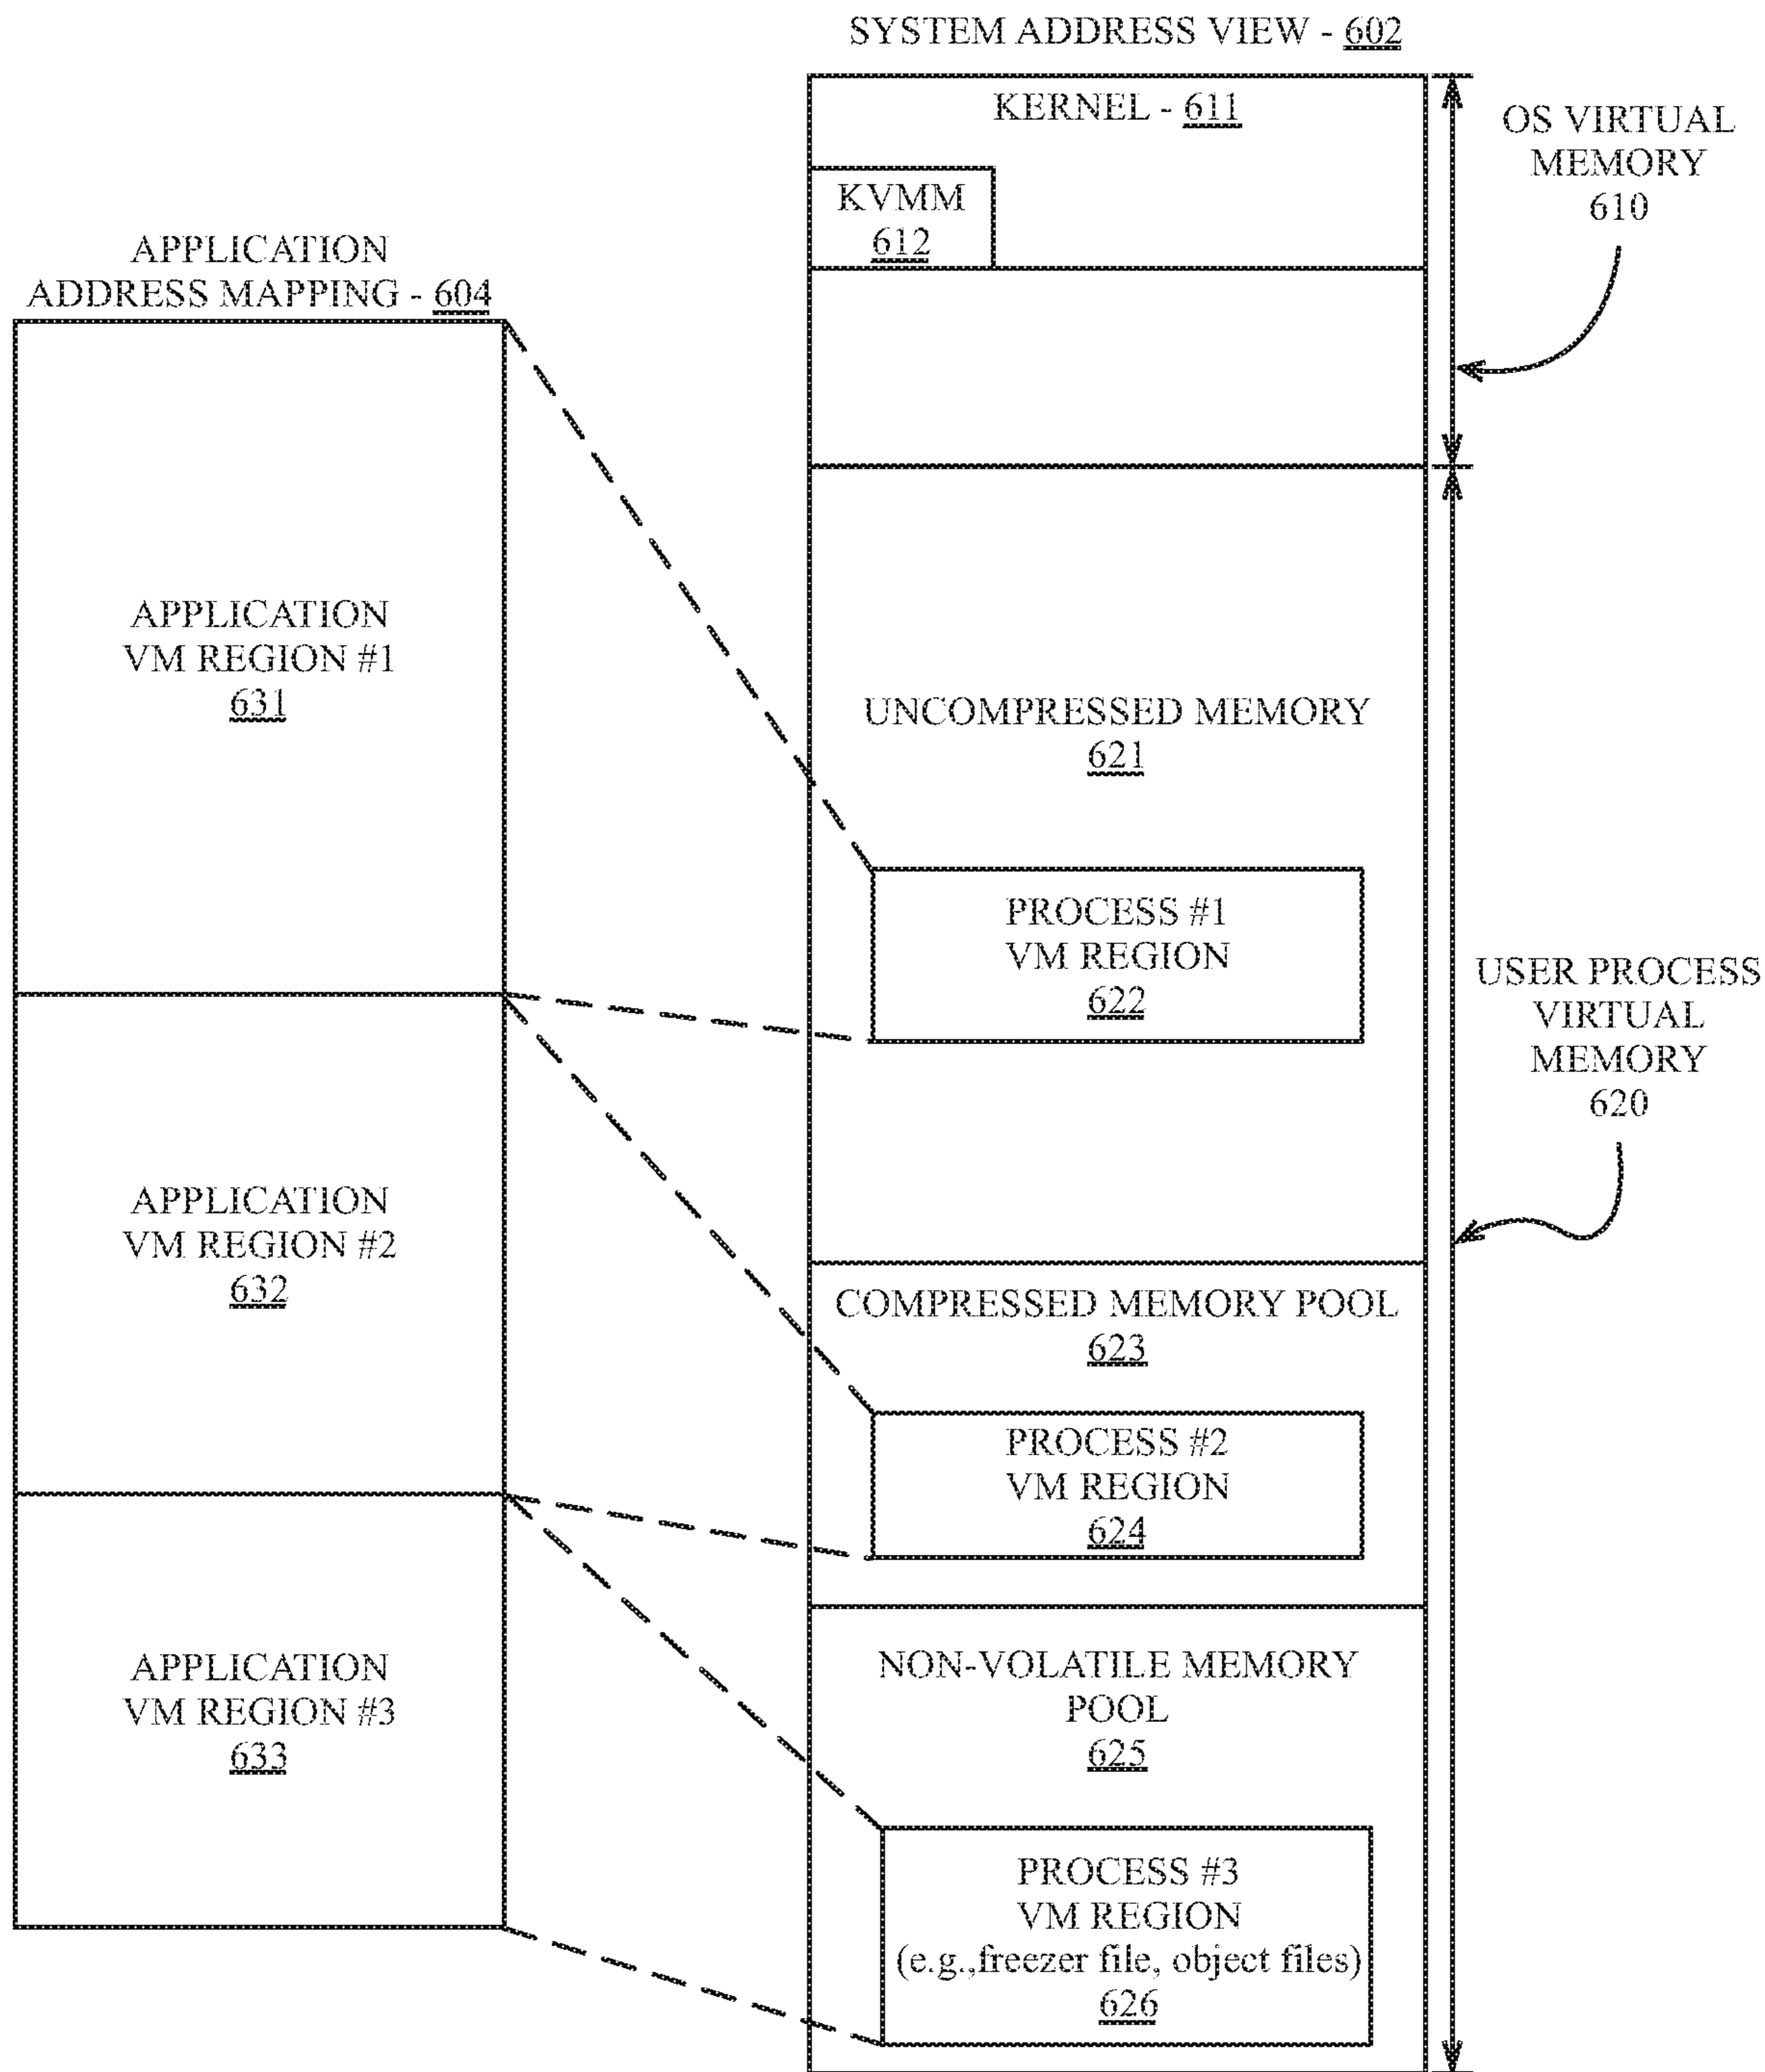 SYSTEM ADDRESS VIEW - 602
KERNEL - 611
KVMM
612
OS VIRTUAL
MEMORY
610
APPLICATION
ADDRESS MAPPING - 604
APPLICATION
VM REGION #1
631
UNCOMPRESSED MEMORY
621
PROCESS #1
VM REGION
622
USER PROCESS
VIRTUAL
MEMORY
620
APPLICATION
VM REGION #2
632
COMPRESSED MEMORY POOL
623
PROCESS #2
VM REGION
624
APPLICATION
VM REGION #3
633
NON-VOLATILE MEMORY
POOL
625
PROCESS #3
VM REGION
(e.g.,freezer file, object files)
626